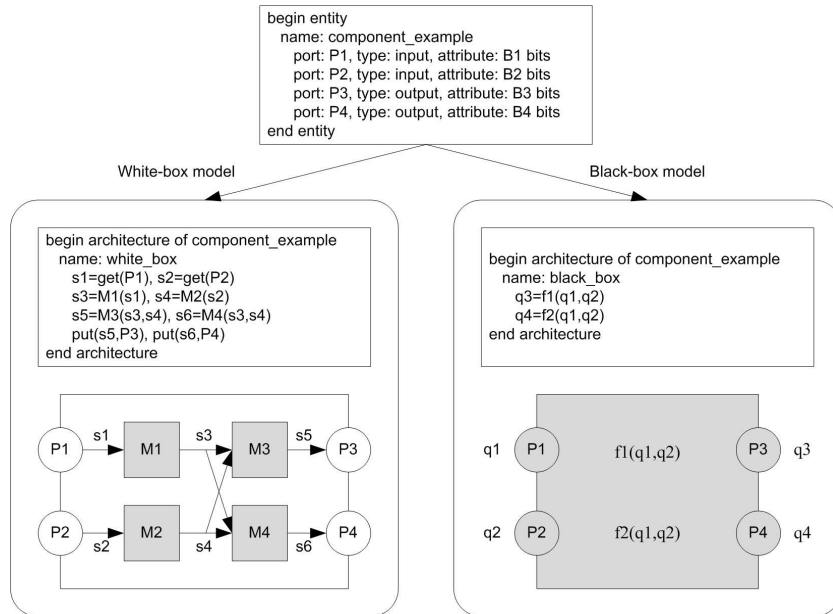 begin entity
name: component_example
port: P1, type: input, attribute: B1 bits
port: P2, type: input, attribute: B2 bits
port: P3, type: output, attribute: B3 bits
port: P4, type: output, attribute: B4 bits
end entity
White-box model
Black-box model
begin architecture of component_example
name: white_box
s1=get(P1), s2=get(P2)
s3=M1(s1), s4=M2(s2)
s5=M3(s3,s4), s6=M4(s3,s4)
put(s5,P3), put(s6,P4)
end architecture
P1
s1
M1
s3
M3
s5
P3
P2
s2
M2
s4
M4
s6
P4
begin architecture of component_example
name: black_box
q3=f1(q1,q2)
q4=f2(q1,q2)
end architecture
q1
P1
f1(q1,q2)
P3
q3
q2
P2
f2(q1,q2)
P4
q4